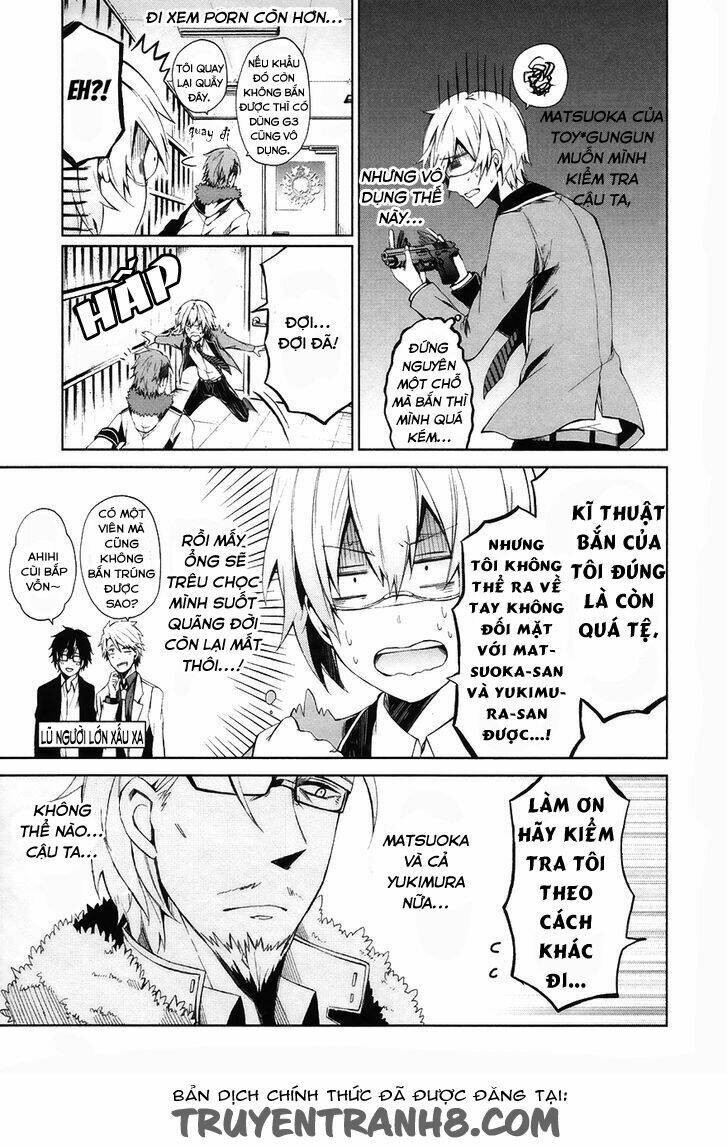 MATSUOKA CỦA
TOY*GUNGUN
MUỐN MÌNH
KIỂM TRA
CẬU TA,
NHƯNG VÔ
DỤNG THẾ
NÀY...
ĐỨNG
NGUYÊN
MỘT CHỖ
MÀ BẮN THÌ
MÌNH QUÁ
KÉM...
ĐI XEM PORN CÒN HƠN...
NẾU KHẨU
ĐÓ CÒN
KHÔNG BẮN
ĐƯỢC THÌ CÓ
DÙNG G3
CŨNG VÔ
DỤNG.
TÔI QUAY
LẠI QUẦY
ĐÂY.
quay đi
EH?!
HẤP
ĐỢI...
ĐỢI ĐÃ!
KĨ THUẬT
BẮN CỦA
TÔI ĐÚNG
LÀ CÒN
QUÁ TỆ,
NHƯNG
TÔI KHÔNG
THỂ RA VỀ
TAY KHÔNG
ĐỐI MẶT
VỚI MAT-
SUOKA-SAN
VÀ YUKIMU-
RA-SAN
ĐƯỢC...!
RỒI MẤY
ỔNG SẼ
TRÊU CHỌC
MÌNH SUỐT
QUÃNG ĐỜI
CÒN LẠI MẤT
THÔI...!
CÓ MỘT
VIÊN MÀ
CŨNG
KHÔNG
BẮN TRÚNG
ĐƯỢC
SAO?
AHIHI
CÙI BẮP
VỐN~
LŨ NGƯỜI LỚN XẤU XA
LÀM ƠN
HÃY KIỂM
TRA TÔI
THEO
CÁCH
KHÁC
ĐI...
MATSUOKA
VÀ CẢ
YUKIMURA
NỮA...
KHÔNG
THỂ NÀO...
CẬU TA...
BẢN DỊCH CHÍNH THỨC ĐÃ ĐƯỢC ĐĂNG TẠI:
TRUYENTRANH8.COM